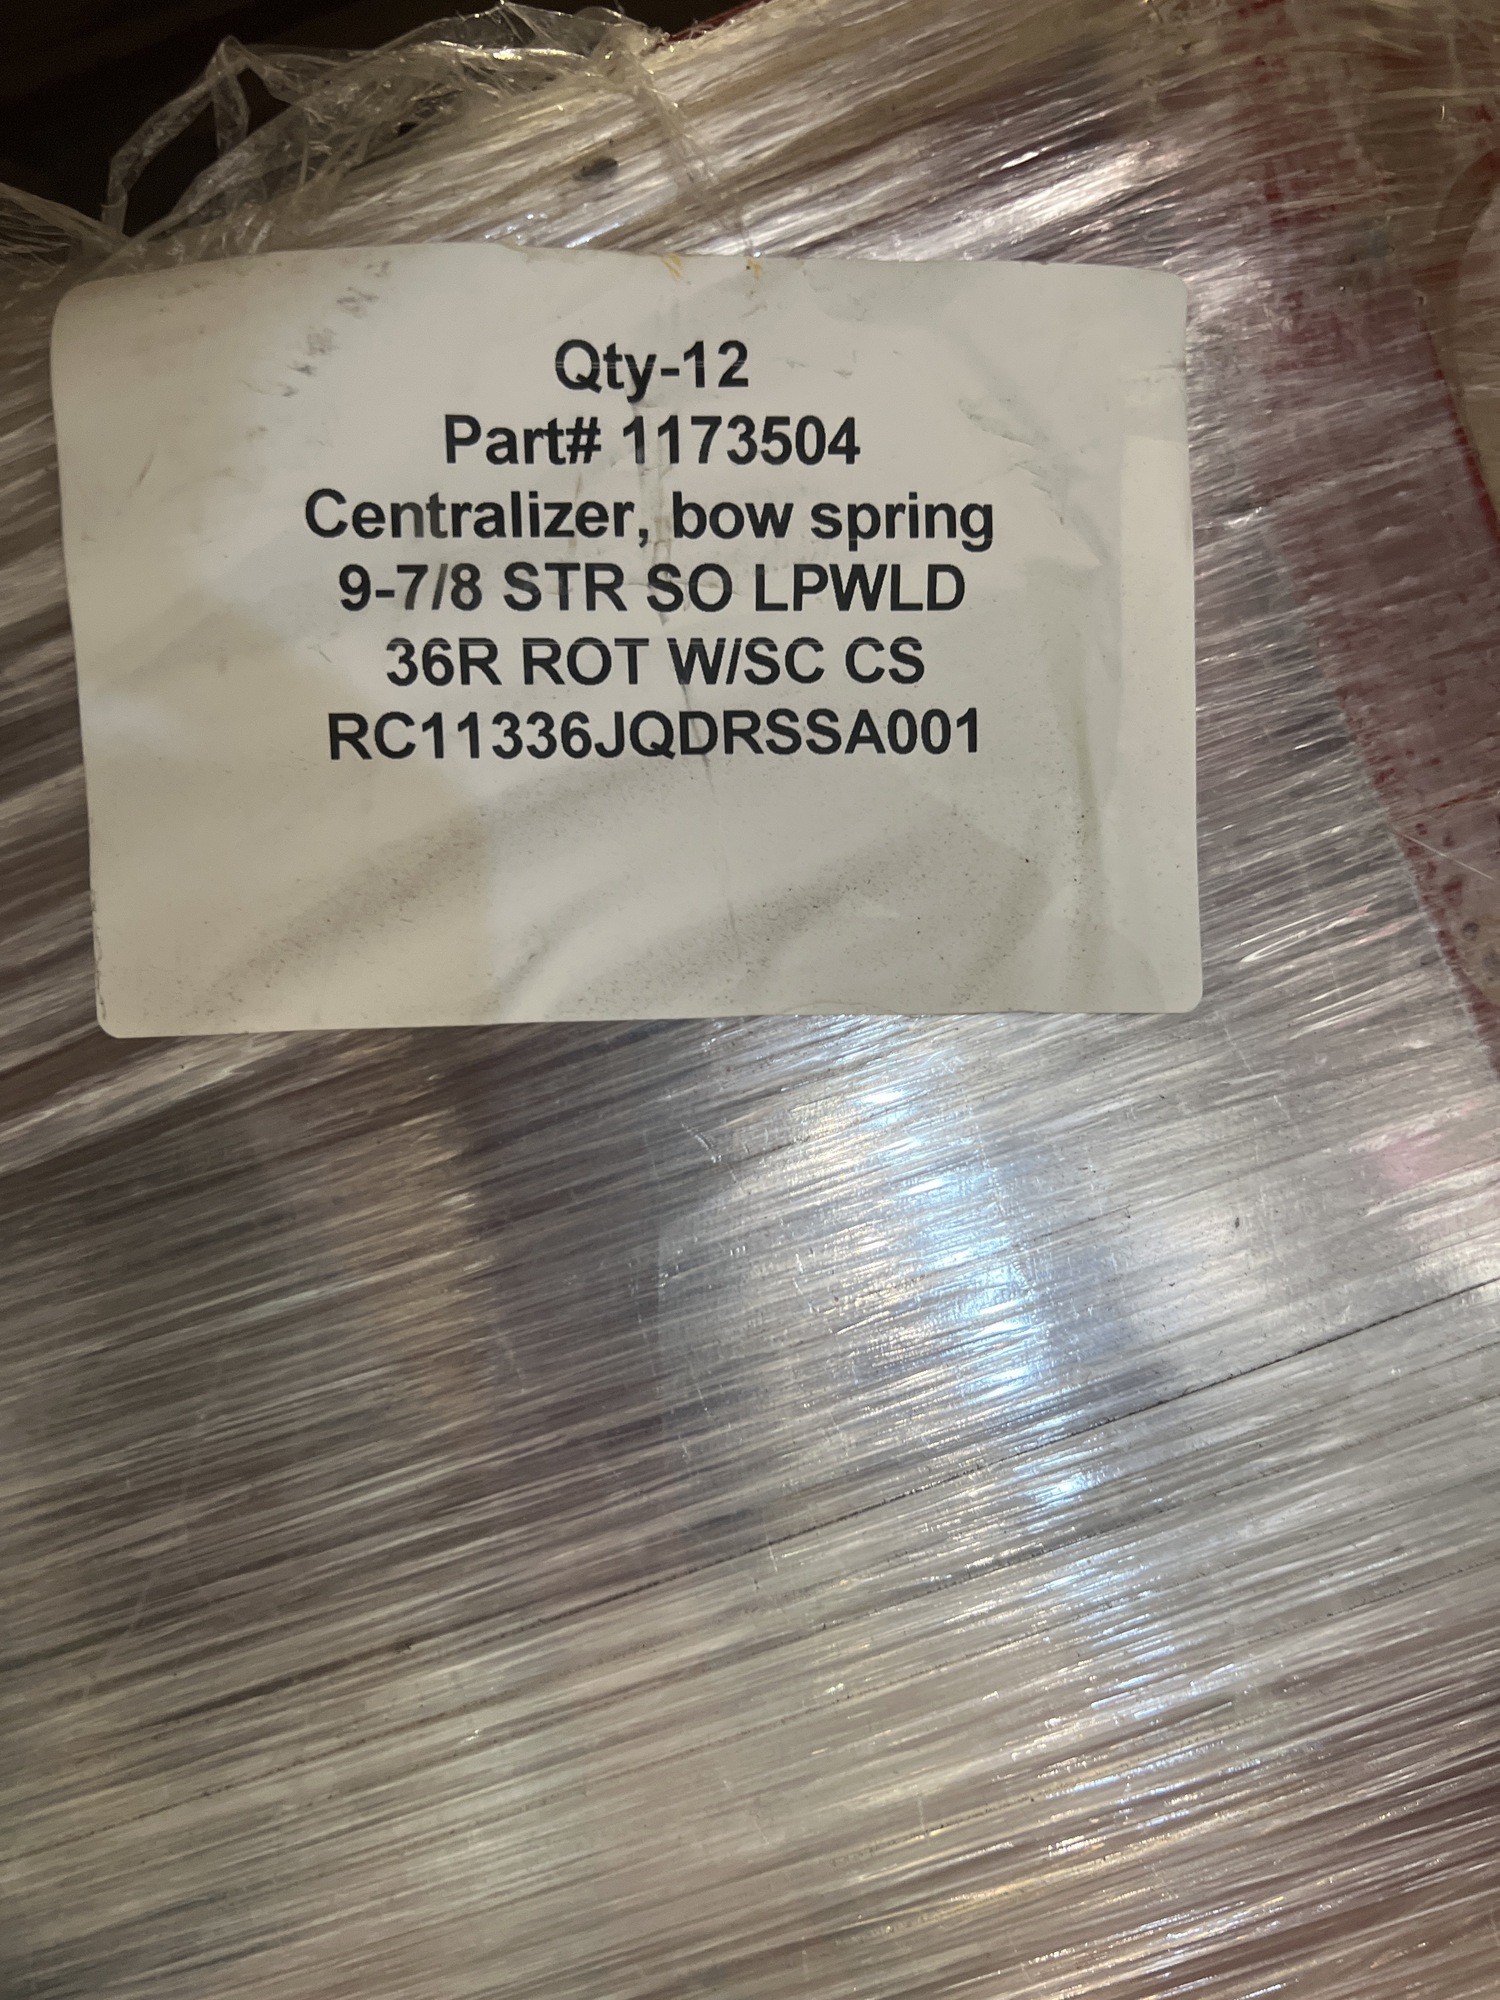 Qty-12
Part# 1173504
Centralizer, bow spring
9-7/8 STR SO LPWLD
36R ROT W/SC CS
RC11336JQDRSSA001